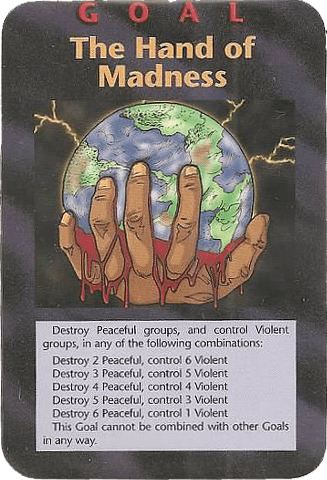 GOAL
The Hand of
Madness
Destroy Peaceful groups, and control Violent
groups, in any of the following combinations:
Destroy 2 Peaceful, control 6 Violent
Destroy 3 Peaceful, control 5 Violent
Destroy 4 Peaceful, control 4 Violent
Destroy 5 Peaceful, control 3 Violent
Destroy 6 Peaceful, control 1 Violent
This Goal cannot be combined with other Goals
in any way.